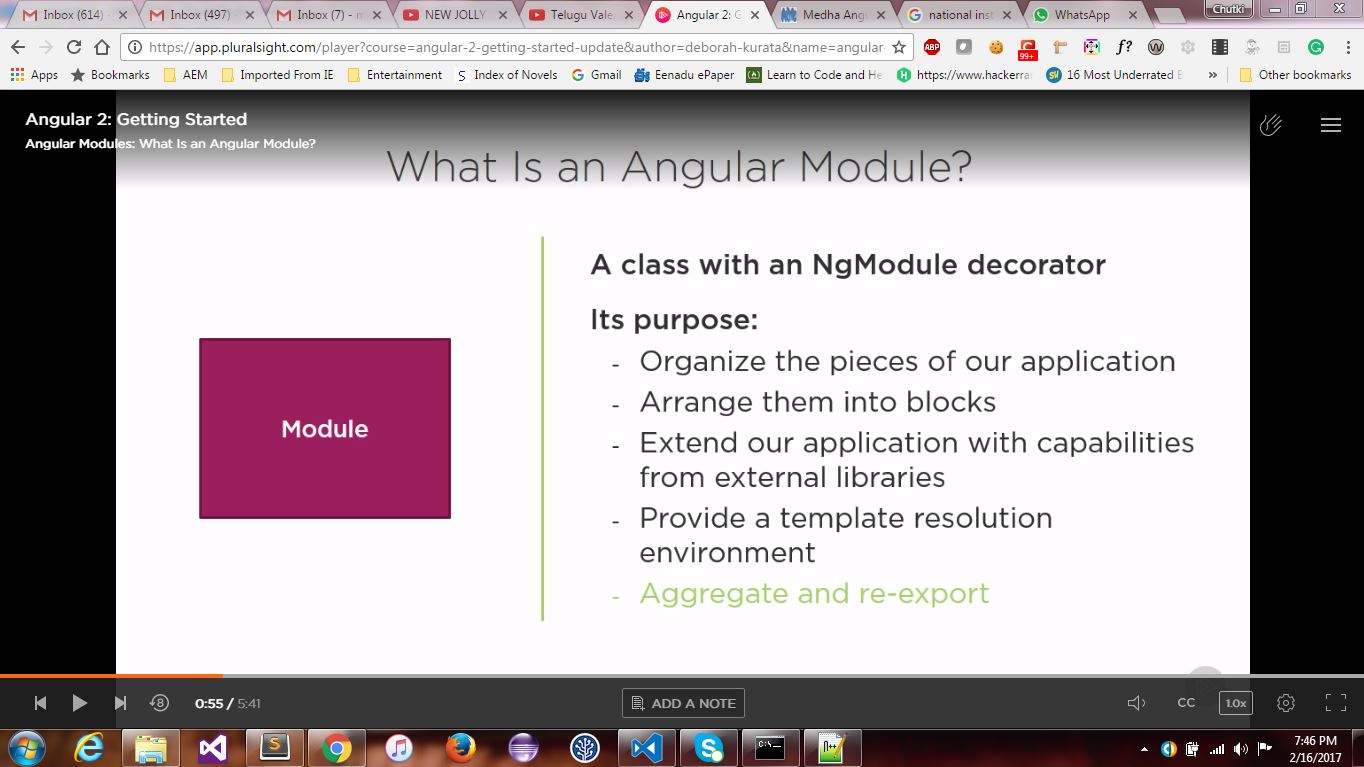 Inbox (614)
Inbox (497)
Inbox (7) - m
NEW JOLLY
Telugu Vale
Angular 2: G
Medha Angu
national inst
WhatsApp
Chutki
https://app.pluralsight.com/player?course=angular-2-getting-started-update&author=deborah-kurata&name=angular-
ABP
99+
f?
Apps
Bookmarks
AEM
Imported From IE
Entertainment
Index of Novels
Gmail
Eenadu ePaper
Learn to Code and He
https://www.hackerra
16 Most Underrated E
»
Other bookmarks
Angular 2: Getting Started
Angular Modules: What Is an Angular Module?
What Is an Angular Module?
A class with an NgModule decorator
Its purpose:
- Organize the pieces of our application
- Arrange them into blocks
- Extend our application with capabilities
from external libraries
- Provide a template resolution
environment
- Aggregate and re-export
Module
8
0:55 / 5:41
ADD A NOTE
CC
1.0x
7:46 PM
2/16/2017